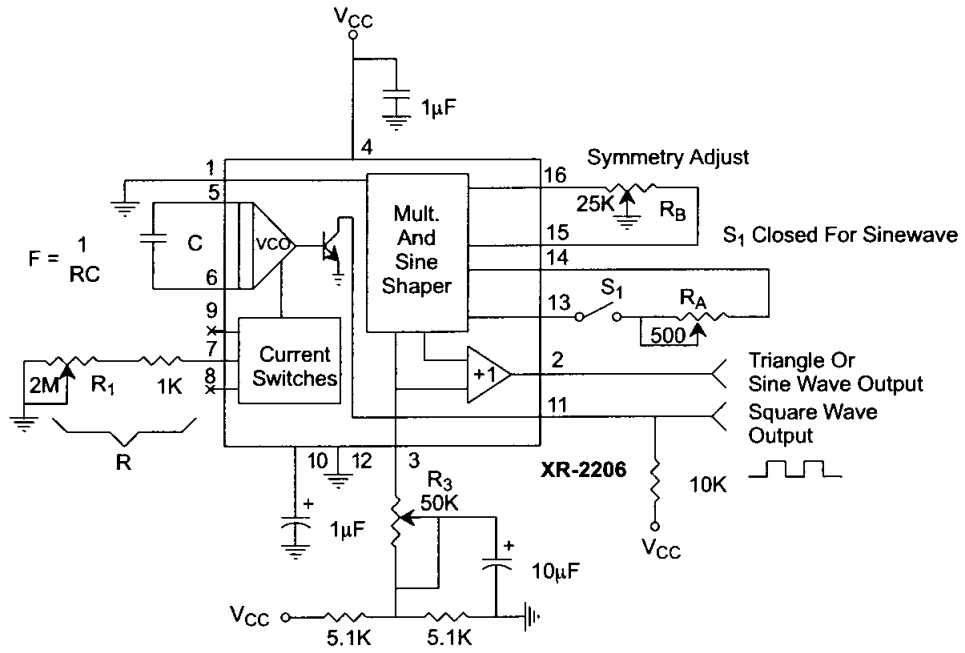 VCC
1µF
4
1
16
Symmetry Adjust
5
25K
RB
Mult.
And
Sine
Shaper
VCO
C
15
S1 Closed For Sinewave
F = 1
RC
6
14
13
S1
RA
500
9
7
8
Current
Switches
2M
R1
1K
+1
2
Triangle Or
Sine Wave Output
11
Square Wave
Output
R
10
12
3
XR-2206
10K
R3
50K
+
1µF
+
10µF
VCC
VCC
5.1K
5.1K